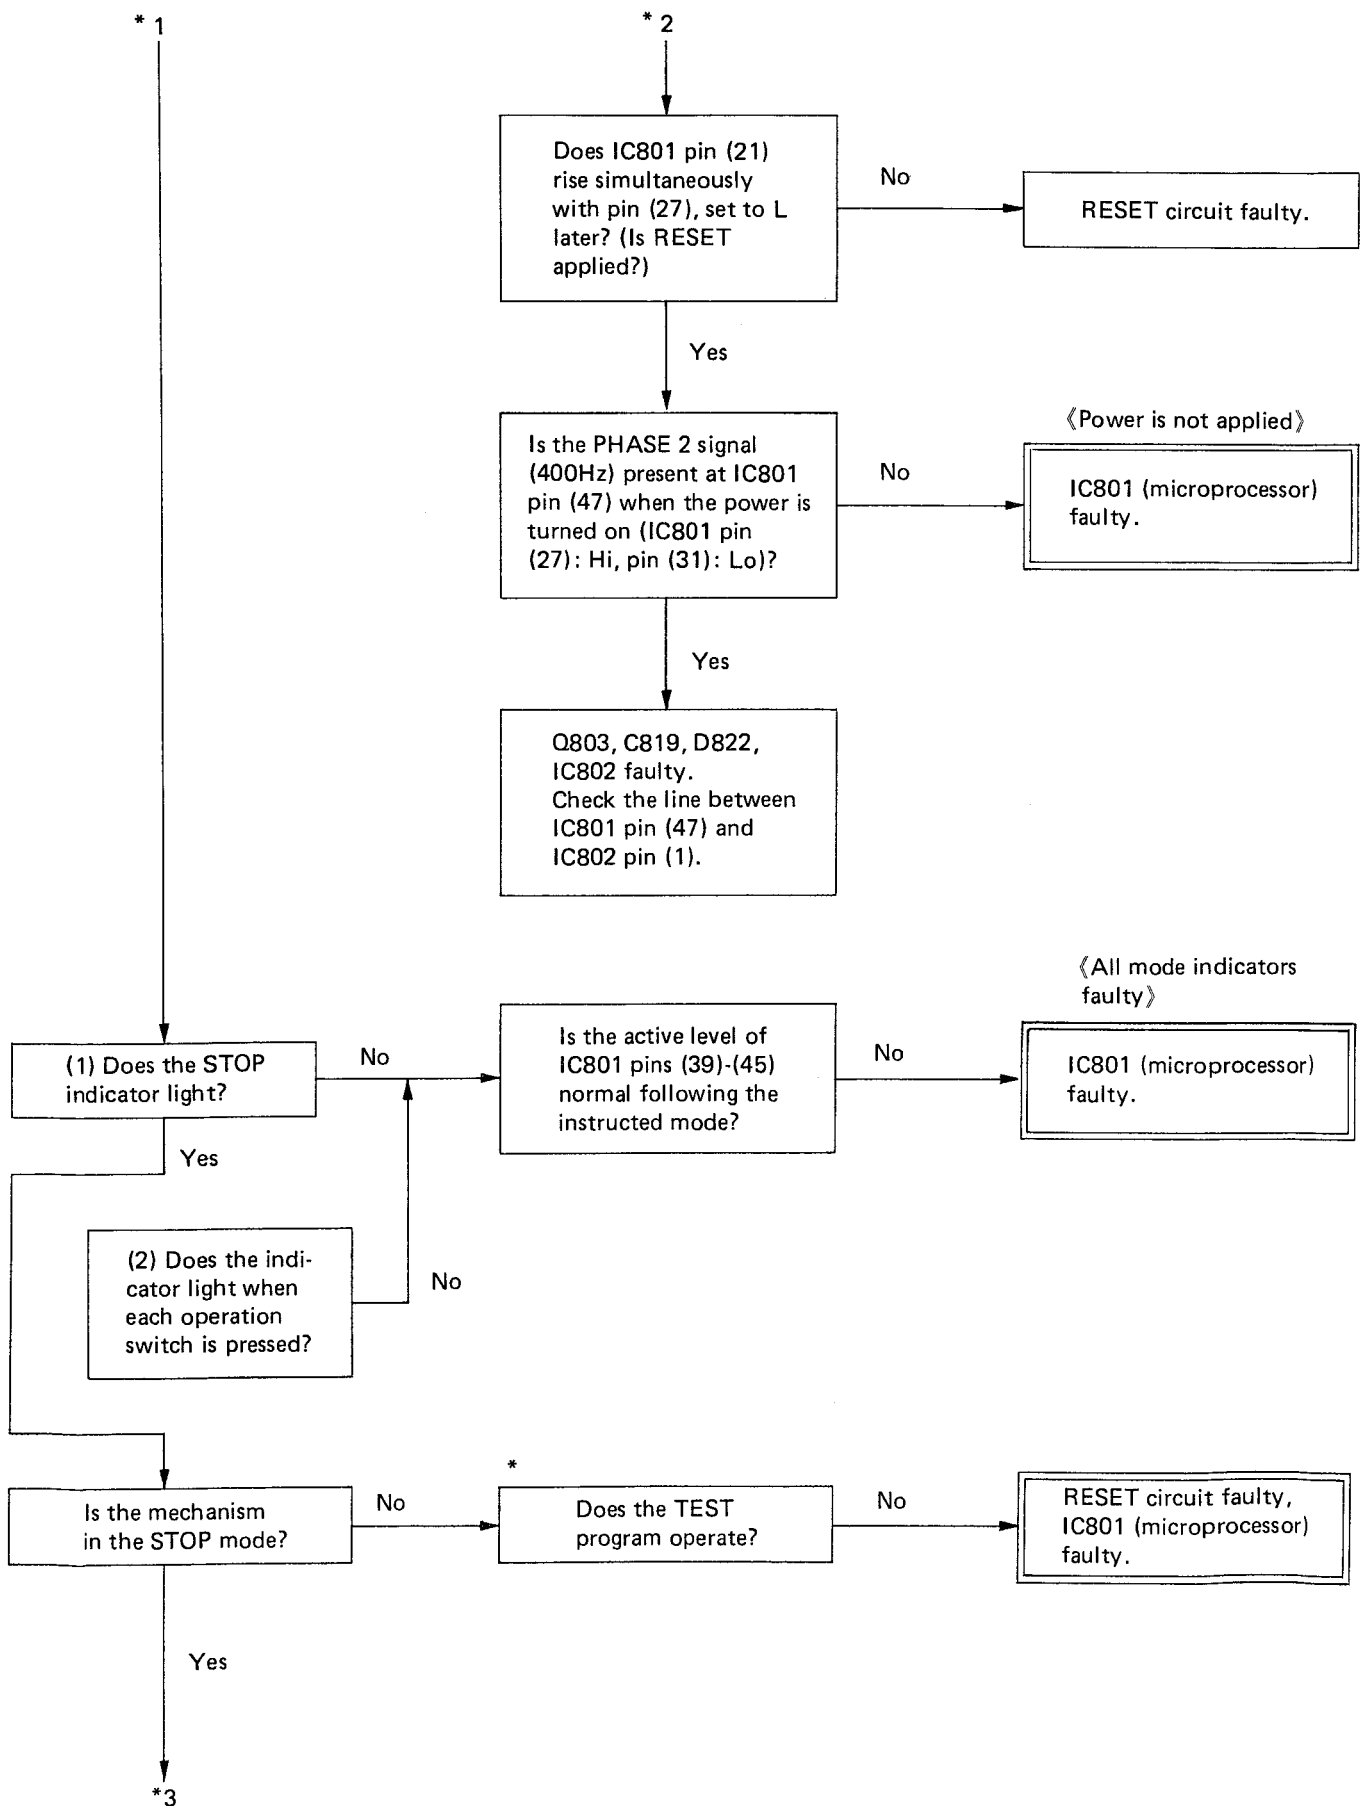 * 1
* 2
Does IC801 pin (21)
rise simultaneously
with pin (27), set to L
later? (Is RESET
applied?)
No
RESET circuit faulty.
Yes
Is the PHASE 2 signal
(400Hz) present at IC801
pin (47) when the power is
turned on (IC801 pin
(27): Hi, pin (31): Lo)?
No
《Power is not applied》
IC801 (microprocessor)
faulty.
Yes
Q803, C819, D822,
IC802 faulty.
Check the line between
IC801 pin (47) and
IC802 pin (1).
(1) Does the STOP
indicator light?
No
Is the active level of
IC801 pins (39)-(45)
normal following the
instructed mode?
No
《All mode indicators
faulty》
IC801 (microprocessor)
faulty.
Yes
(2) Does the indi-
cator light when
each operation
switch is pressed?
No
Is the mechanism
in the STOP mode?
No
*
Does the TEST
program operate?
No
RESET circuit faulty,
IC801 (microprocessor)
faulty.
Yes
*3